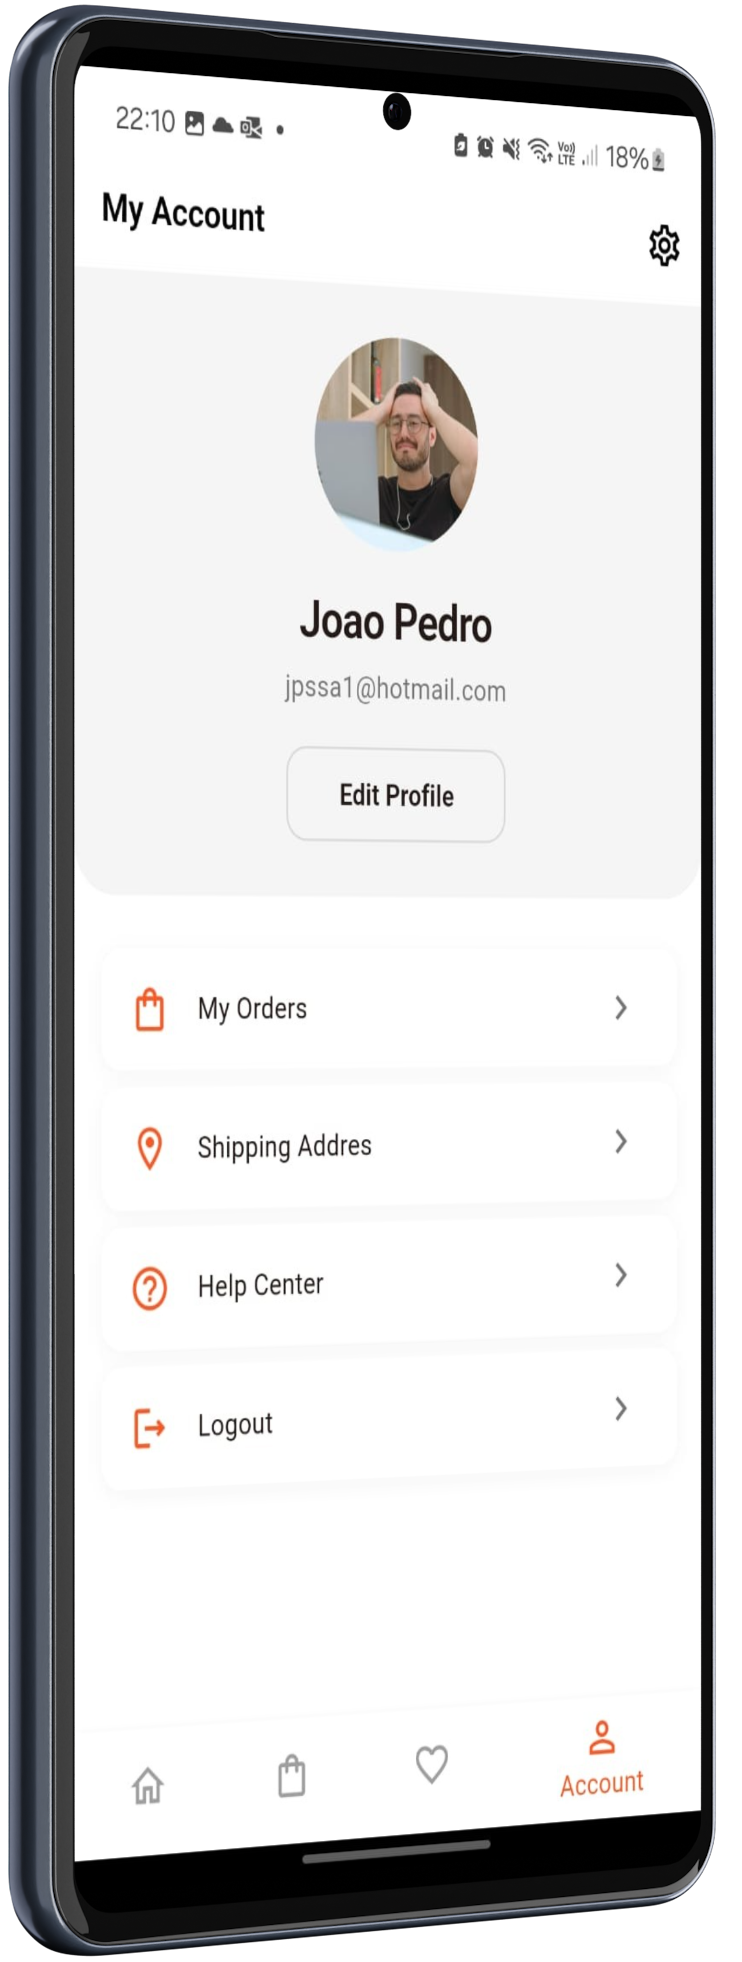 22:10 Vo)) LTE 18%
My Account
Joao Pedro
jpssa1@hotmail.com
Edit Profile
My Orders
Shipping Addres
Help Center
Logout
Account